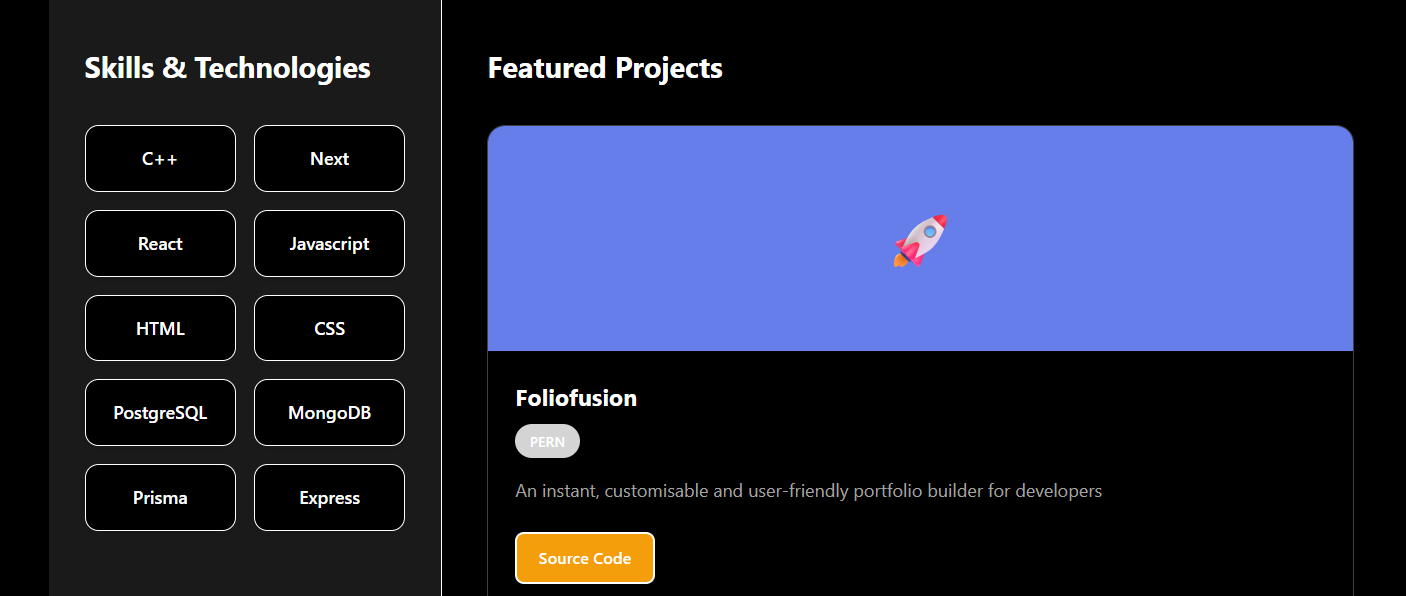 Skills & Technologies
C++
Next
React
Javascript
HTML
CSS
PostgreSQL
MongoDB
Prisma
Express
Featured Projects
Foliofusion
PERN
An instant, customisable and user-friendly portfolio builder for developers
Source Code